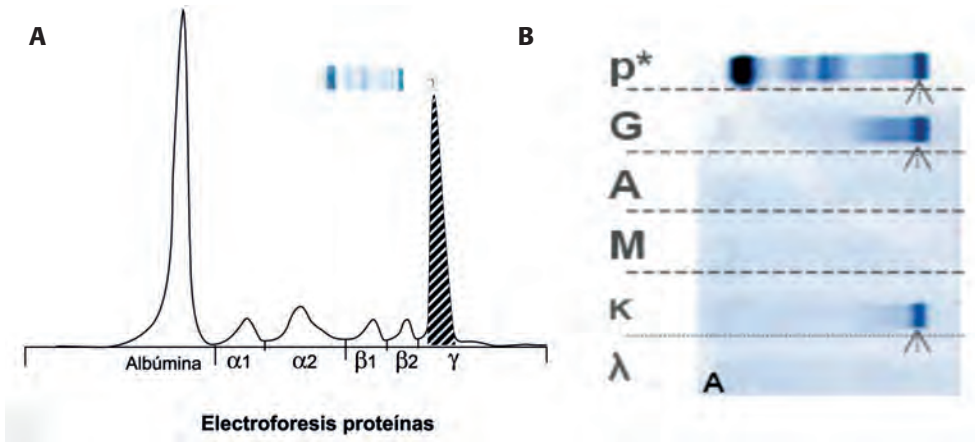 A
Albúmina α1 α2 β1 β2 γ
Electroforesis proteínas
B
p*
G
A
M
K
λ
A